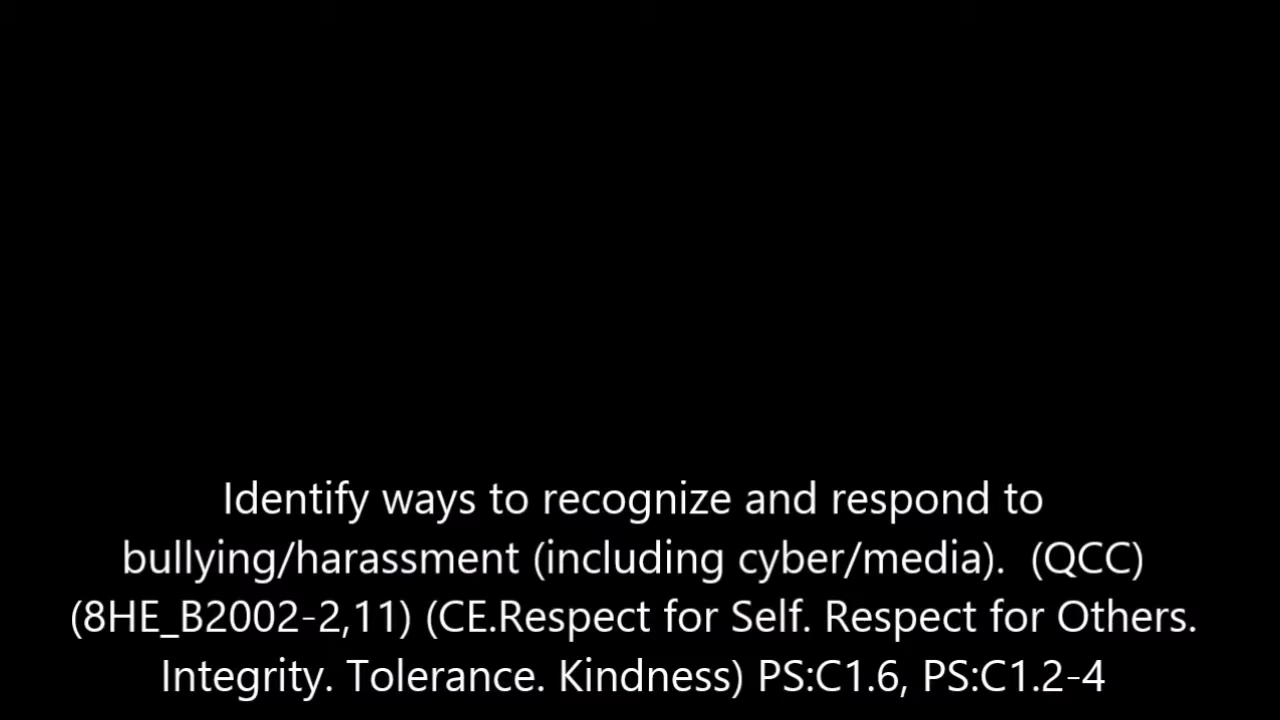 Identify ways to recognize and respond to
bullying/harassment (including cyber/media).  (QCC)
(8HE_B2002-2,11) (CE.Respect for Self. Respect for Others.
Integrity. Tolerance. Kindness) PS:C1.6, PS:C1.2-4